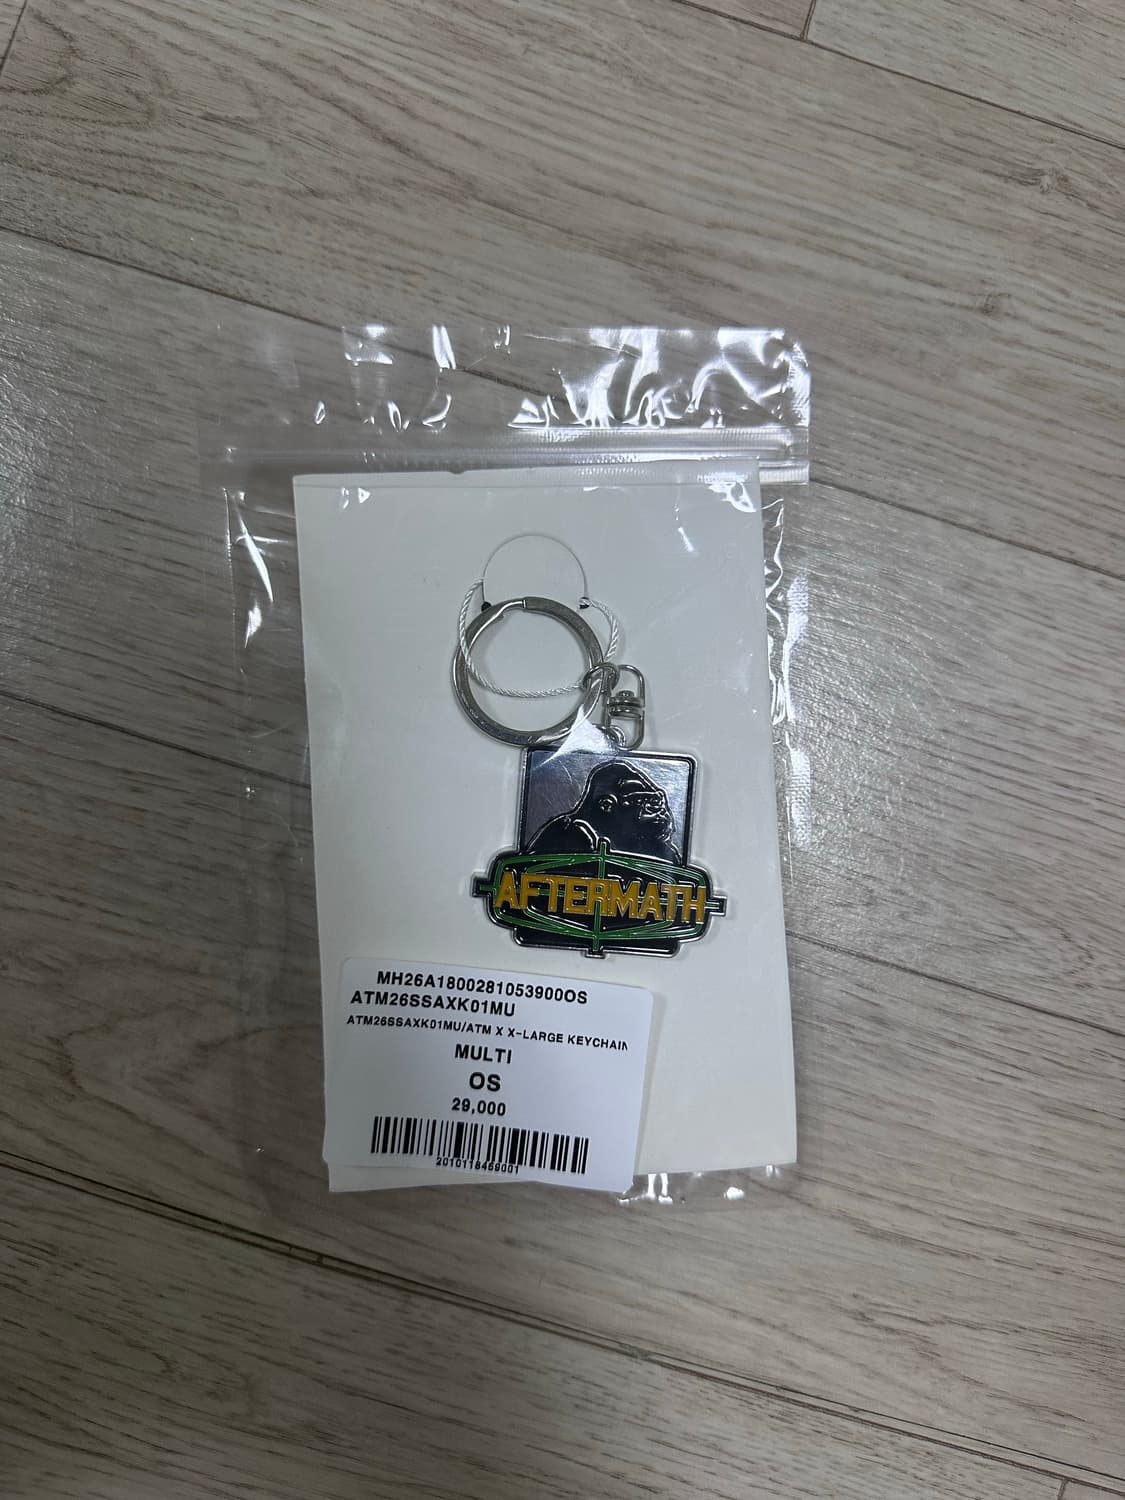 AFTERMATH
MH26A1800281053900OS
ATM26SSAXK01MU
ATM26SSAXK01MU/ATM X X-LARGE KEYCHAIN
MULTI
OS
29,000
2010118469001